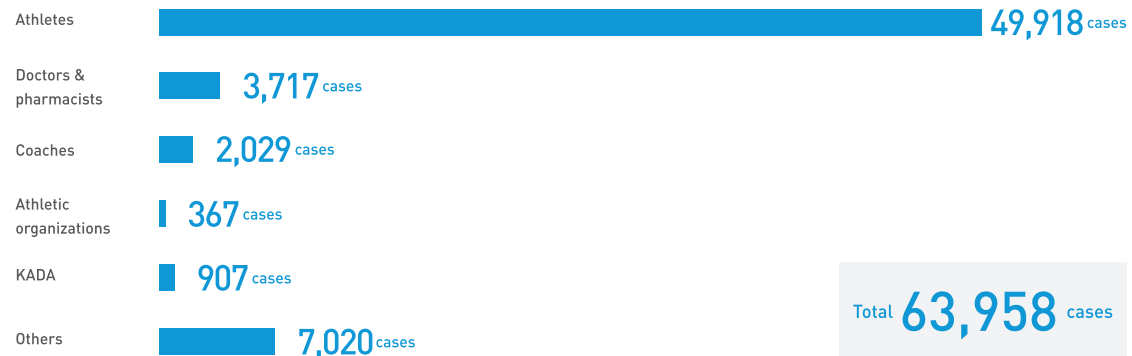 Athletes
49,918 cases
Doctors &
pharmacists
3,717 cases
Coaches
2,029 cases
Athletic
organizations
367 cases
KADA
907 cases
Others
7,020 cases
Total 63,958 cases